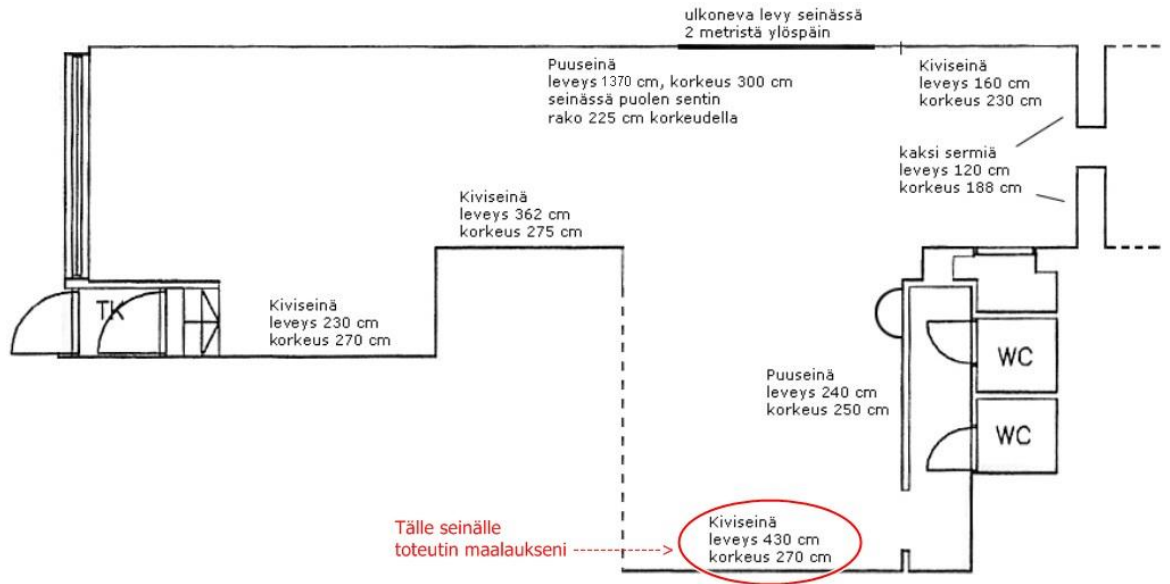 ulkoneva levy seinässä
2 metristä ylöspäin
Puuseinä
leveys 1370 cm, korkeus 300 cm
seinässä puolen sentin
rako 225 cm korkeudella
Kiviseinä
leveys 160 cm
korkeus 230 cm
kaksi sermiä
leveys 120 cm
korkeus 188 cm
Kiviseinä
leveys 362 cm
korkeus 275 cm
TK
Kiviseinä
leveys 230 cm
korkeus 270 cm
WC
Puuseinä
leveys 240 cm
korkeus 250 cm
WC
Tälle seinälle
toteutin maalaukseni
Kiviseinä
leveys 430 cm
korkeus 270 cm